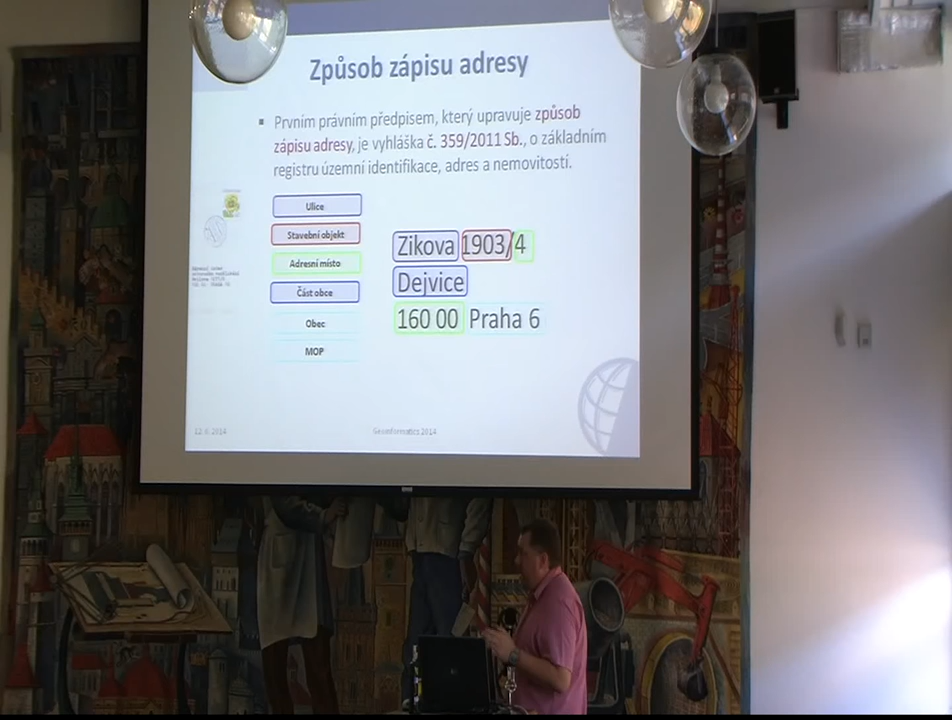 Způsob zápisu adresy
Prvním právním předpisem, který upravuje způsob
zápisu adresy, je vyhláška č. 359/2011 Sb., o základním
registru územní identifikace, adres a nemovitostí.
Ulice
Stavební objekt
Adresní místo
Část obce
Obec
MOP
Zikova 1903/4
Dejvice
160 00 Praha 6
Geoinformatics 2014